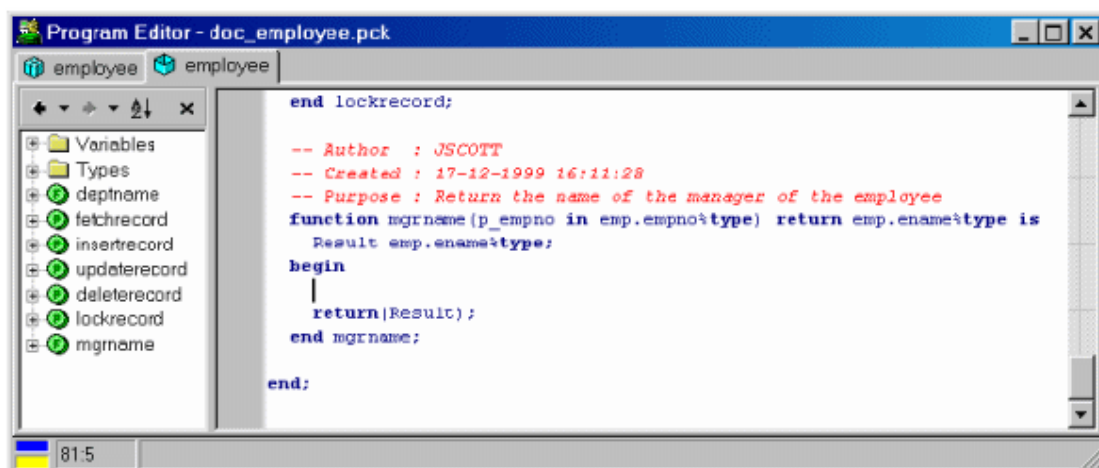 Program Editor - doc_employee.pck
employee employee
Variables
Types
deptname
fetchrecord
insertrecord
updaterecord
deleterecord
lockrecord
mgrname
end lockrecord;
-- Author : JSCOTT
-- Created : 17-12-1999 16:11:28
-- Purpose : Return the name of the manager of the employee
function mgrname(p_empno in emp.empno%type) return emp.ename%type is
Result emp.ename%type;
begin
return(Result);
end mgrname;
end;
81:5